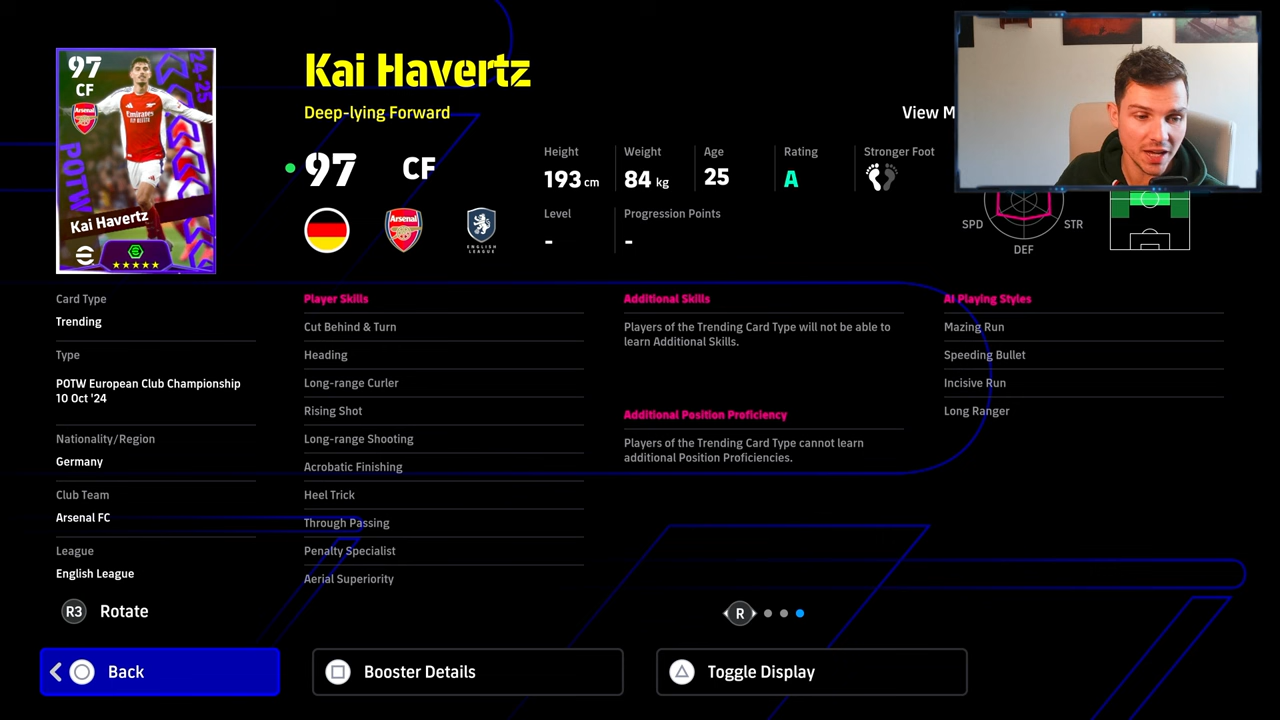 97
CF
24-25
Arsenal
Emirates
POTW
Kai Havertz
Kai Havertz
Deep-lying Forward
View M
97
CF
Height
193 cm
Weight
84 kg
Age
25
Rating
A
Stronger Foot
Arsenal
ENGLISH
LEAGUE
Level
-
Progression Points
-
SPD
STR
DEF
Card Type
Trending
Type
POTW European Club Championship
10 Oct '24
Nationality/Region
Germany
Club Team
Arsenal FC
League
English League
Player Skills
Cut Behind & Turn
Heading
Long-range Curler
Rising Shot
Long-range Shooting
Acrobatic Finishing
Heel Trick
Through Passing
Penalty Specialist
Aerial Superiority
Additional Skills
Players of the Trending Card Type will not be able to
learn Additional Skills.
Additional Position Proficiency
Players of the Trending Card Type cannot learn
additional Position Proficiencies.
AI Playing Styles
Mazing Run
Speeding Bullet
Incisive Run
Long Ranger
R3 Rotate
R
Back
Booster Details
Toggle Display